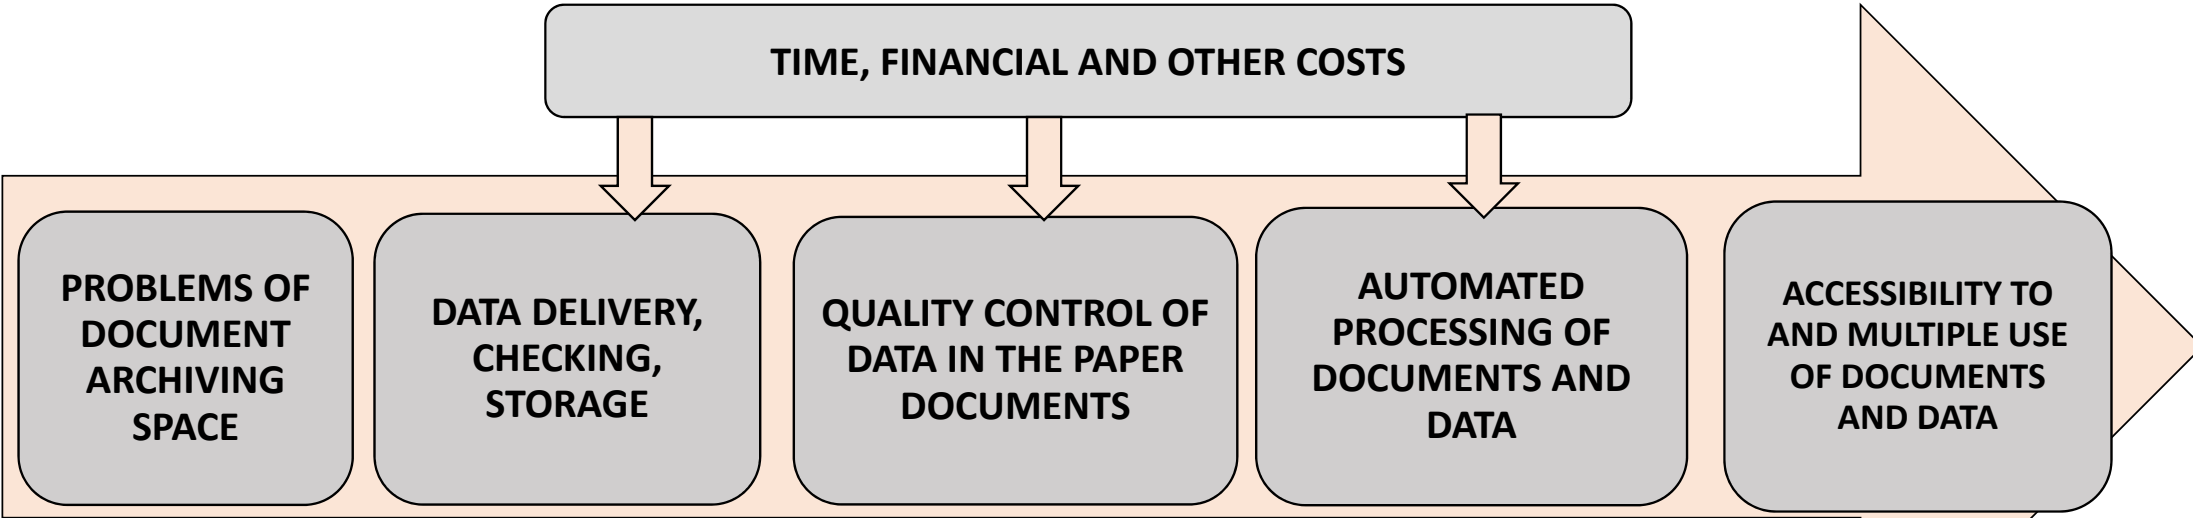 TIME, FINANCIAL AND OTHER COSTS
PROBLEMS OF
DOCUMENT
ARCHIVING
SPACE
DATA DELIVERY,
CHECKING,
STORAGE
QUALITY CONTROL OF
DATA IN THE PAPER
DOCUMENTS
AUTOMATED
PROCESSING OF
DOCUMENTS AND
DATA
ACCESSIBILITY TO
AND MULTIPLE USE
OF DOCUMENTS
AND DATA